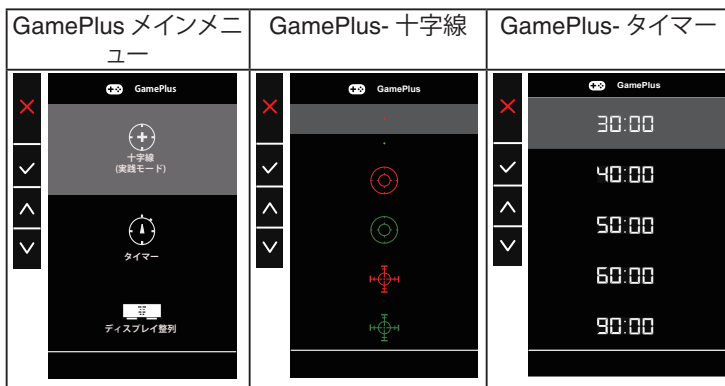 GamePlus メインメニ
ュー
GamePlus- 十字線
GamePlus- タイマー
GamePlus
十字線
(実践モード)
タイマー
ディスプレイ整列
GamePlus
GamePlus
30:00
40:00
50:00
60:00
90:00